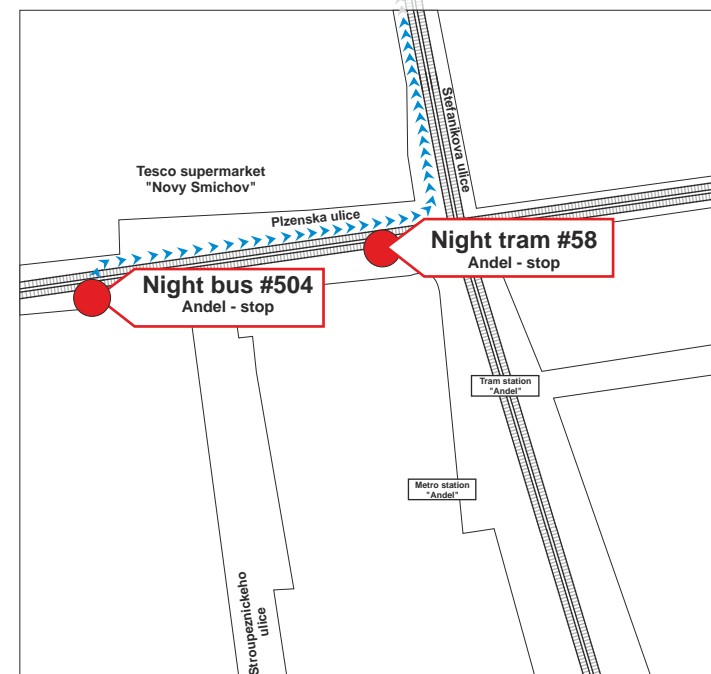 Stefanikova ulice
Tesco supermarket
"Novy Smichov"
Plzenska ulice
Night tram #58
Andel - stop
Night bus #504
Andel - stop
Tram station
"Andel"
Metro station
"Andel"
Stroupeznickeho
ulice